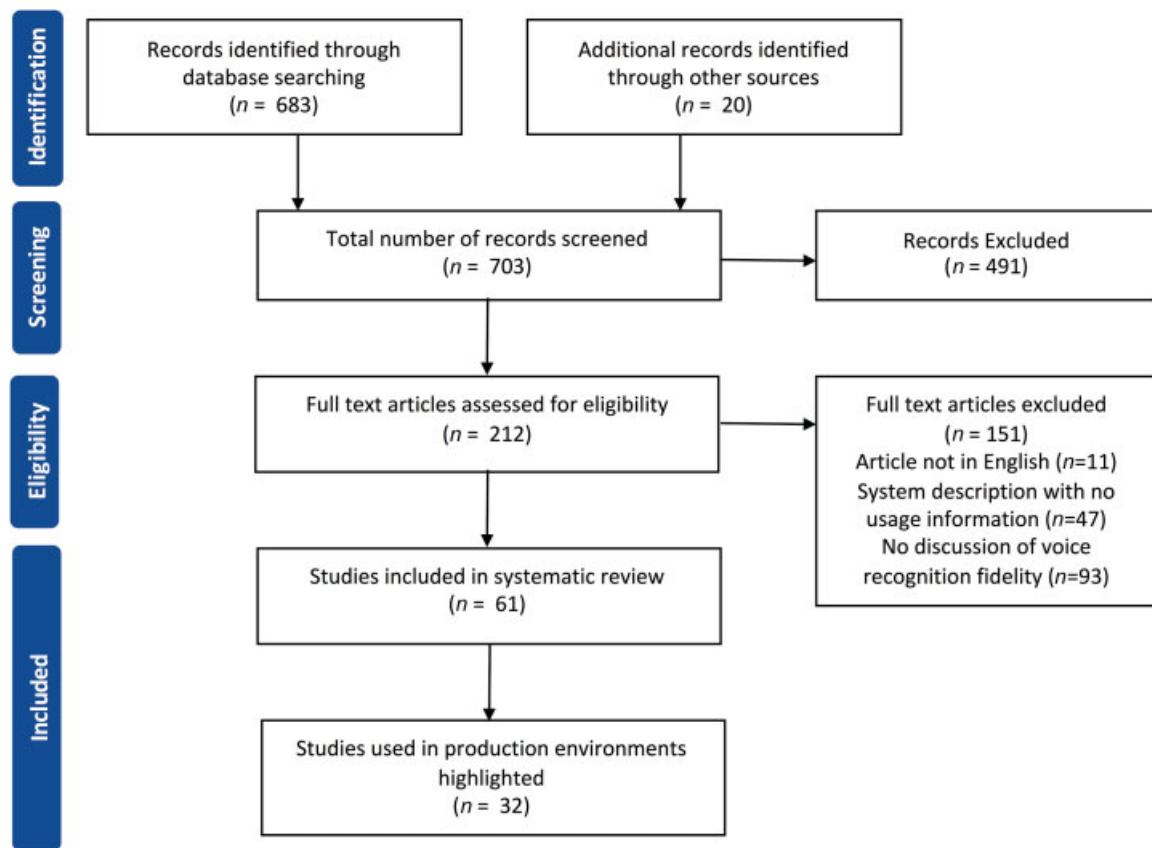 Identification
Records identified through
database searching
(n = 683)
Additional records identified
through other sources
(n = 20)
Screening
Total number of records screened
(n = 703)
Records Excluded
(n = 491)
Eligibility
Full text articles assessed for eligibility
(n = 212)
Full text articles excluded
(n = 151)
Article not in English (n=11)
System description with no
usage information (n=47)
No discussion of voice
recognition fidelity (n=93)
Included
Studies included in systematic review
(n = 61)
Studies used in production environments
highlighted
(n = 32)